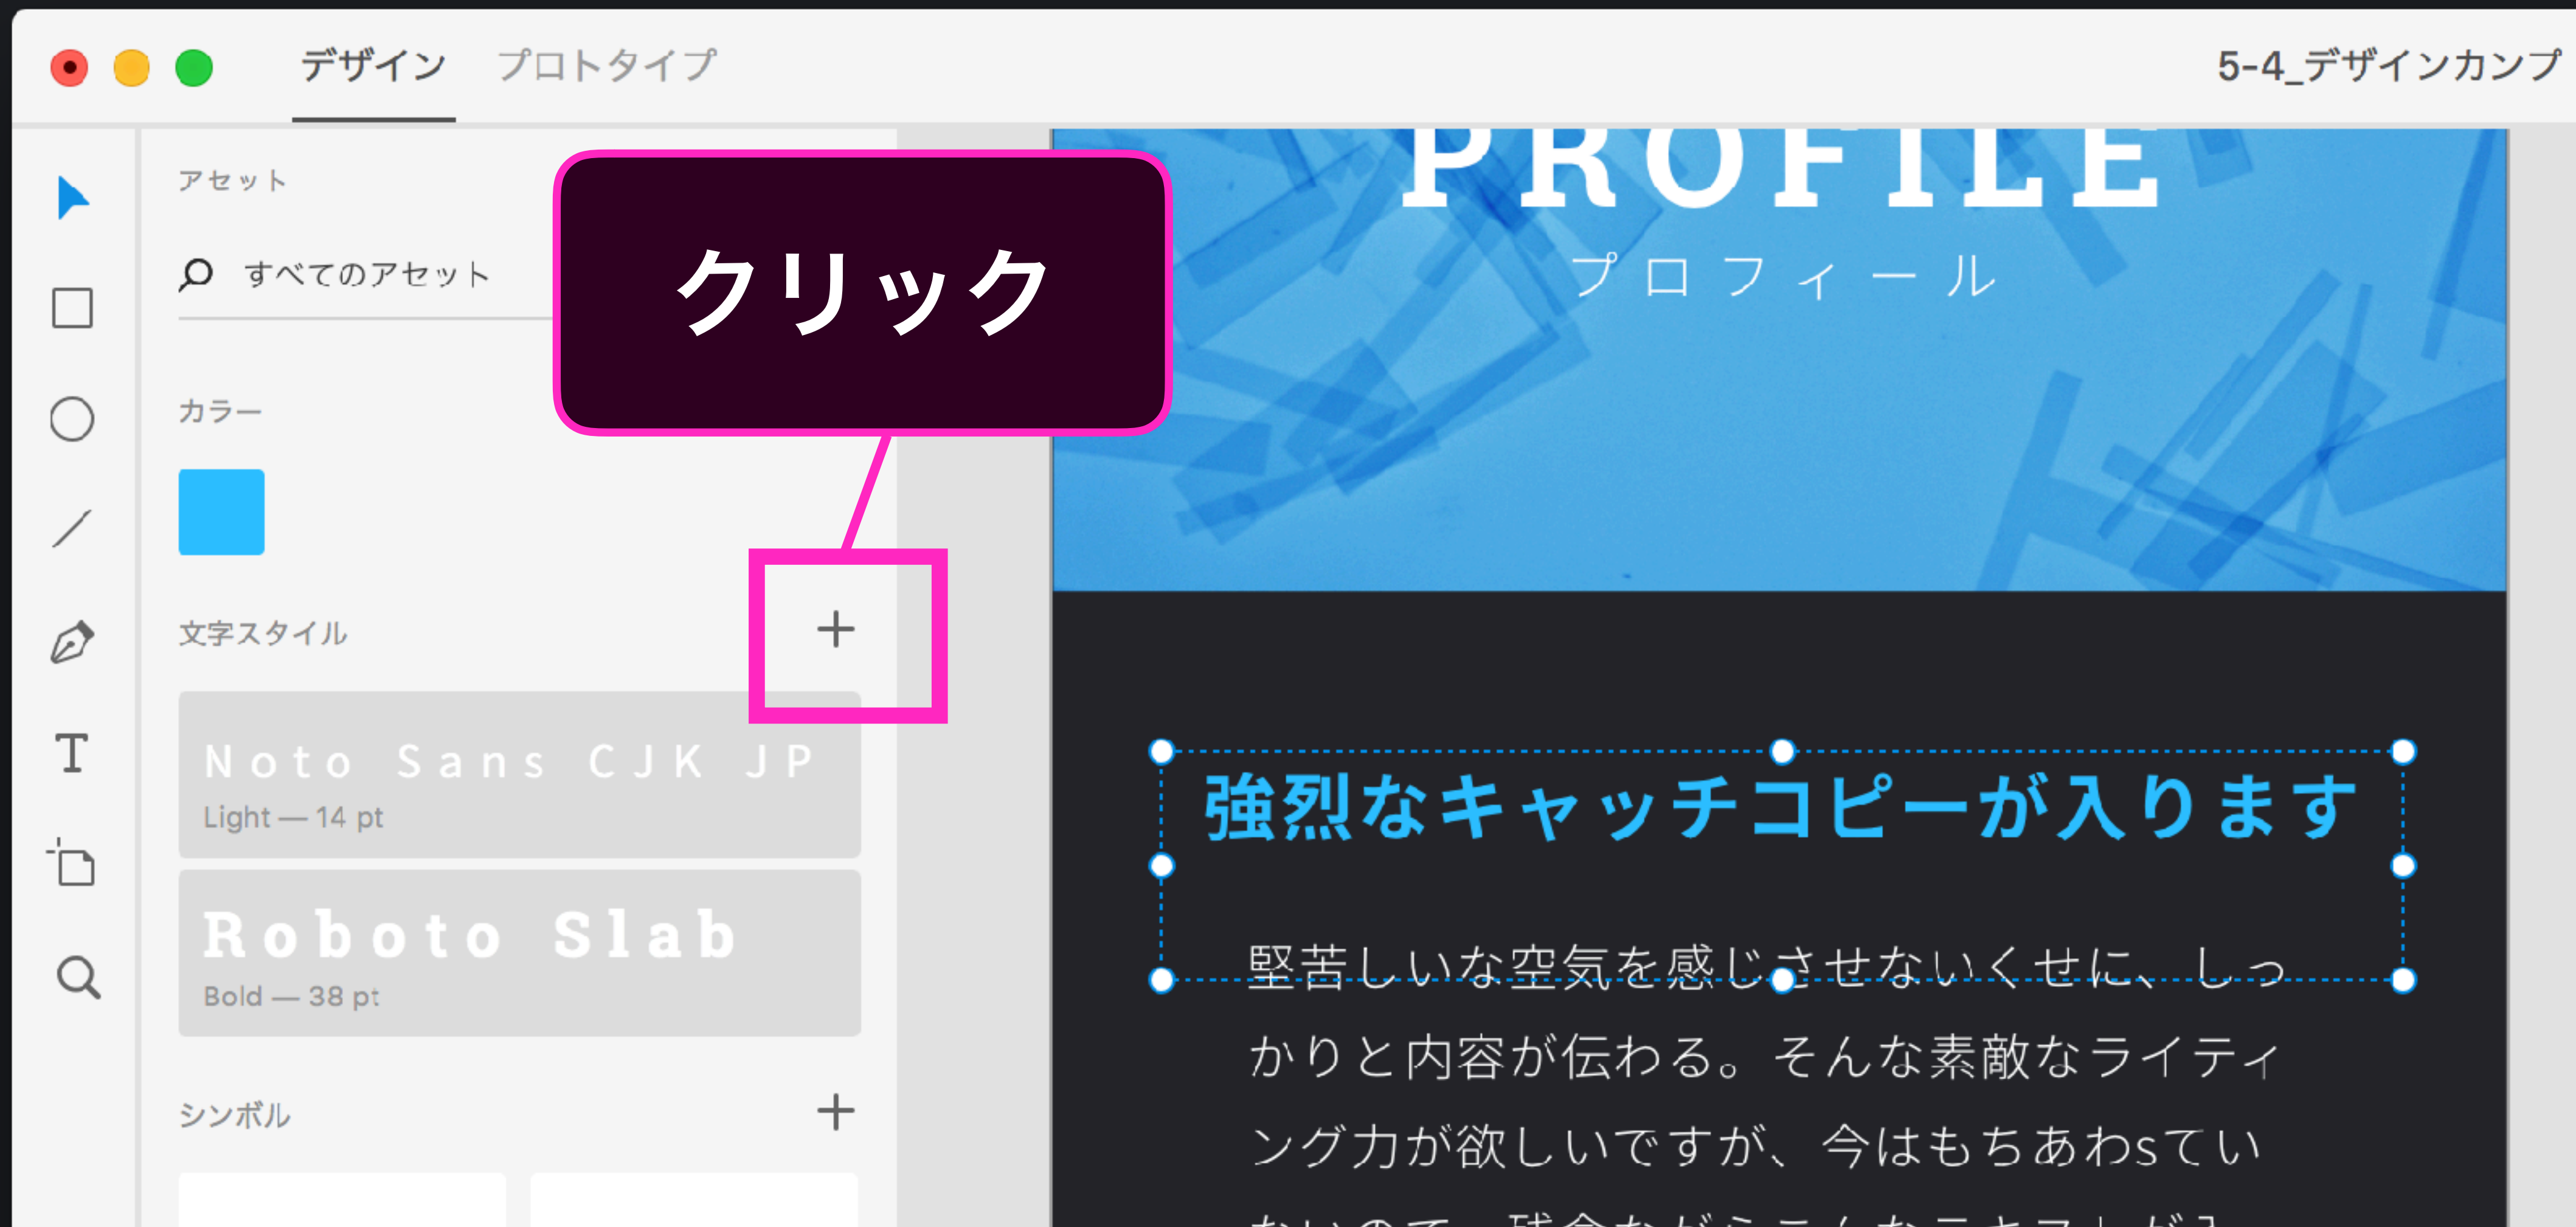 デザイン プロトタイプ 5-4_デザインカンプ
アセット
すべてのアセット
クリック
カラー
文字スタイル
Noto Sans CJK JP
Light — 14 pt
Roboto Slab
Bold — 38 pt
シンボル
PROFILE
プロフィール
強烈なキャッチコピーが入ります
堅苦しいな空気を感じさせないくせに、しっ
かりと内容が伝わる。そんな素敵なライティ
ング力が欲しいですが、今はもちあわsてい